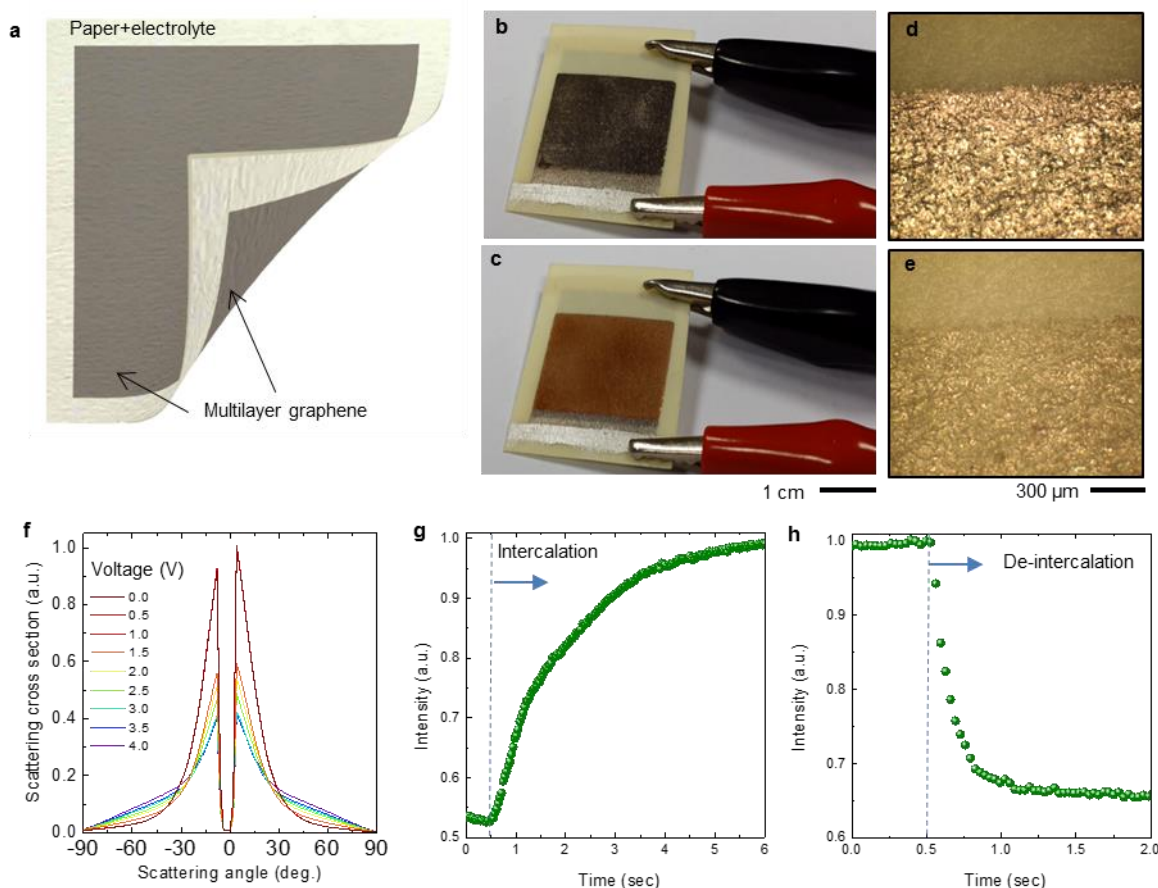 a
Paper+electrolyte
Multilayer graphene
b
c
1 cm
d
e
300 µm
f
Scattering cross section (a.u.)
1.0
0.8
0.6
0.4
0.2
0.0
Voltage (V)
0.0
0.5
1.0
1.5
2.0
2.5
3.0
3.5
4.0
-90 -60 -30 0 30 60 90
Scattering angle (deg.)
g
Intensity (a.u.)
1.0
0.9
0.8
0.7
0.6
0.5
Intercalation
0 1 2 3 4 5 6
Time (sec)
h
Intensity (a.u.)
1.0
0.9
0.8
0.7
0.6
De-intercalation
0.0 0.5 1.0 1.5 2.0
Time (sec)